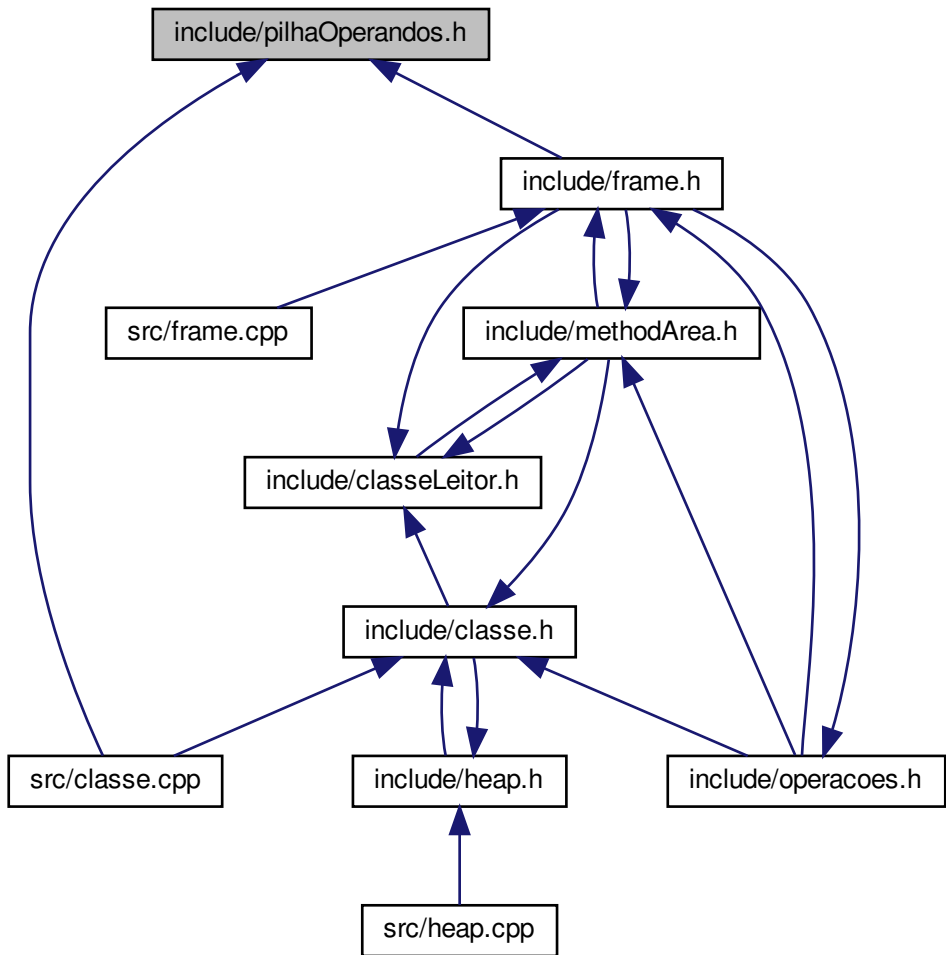 include/pilhaOperandos.h
include/frame.h
src/frame.cpp
include/methodArea.h
include/classeLeitor.h
include/classe.h
src/classe.cpp
include/heap.h
include/operacoes.h
src/heap.cpp